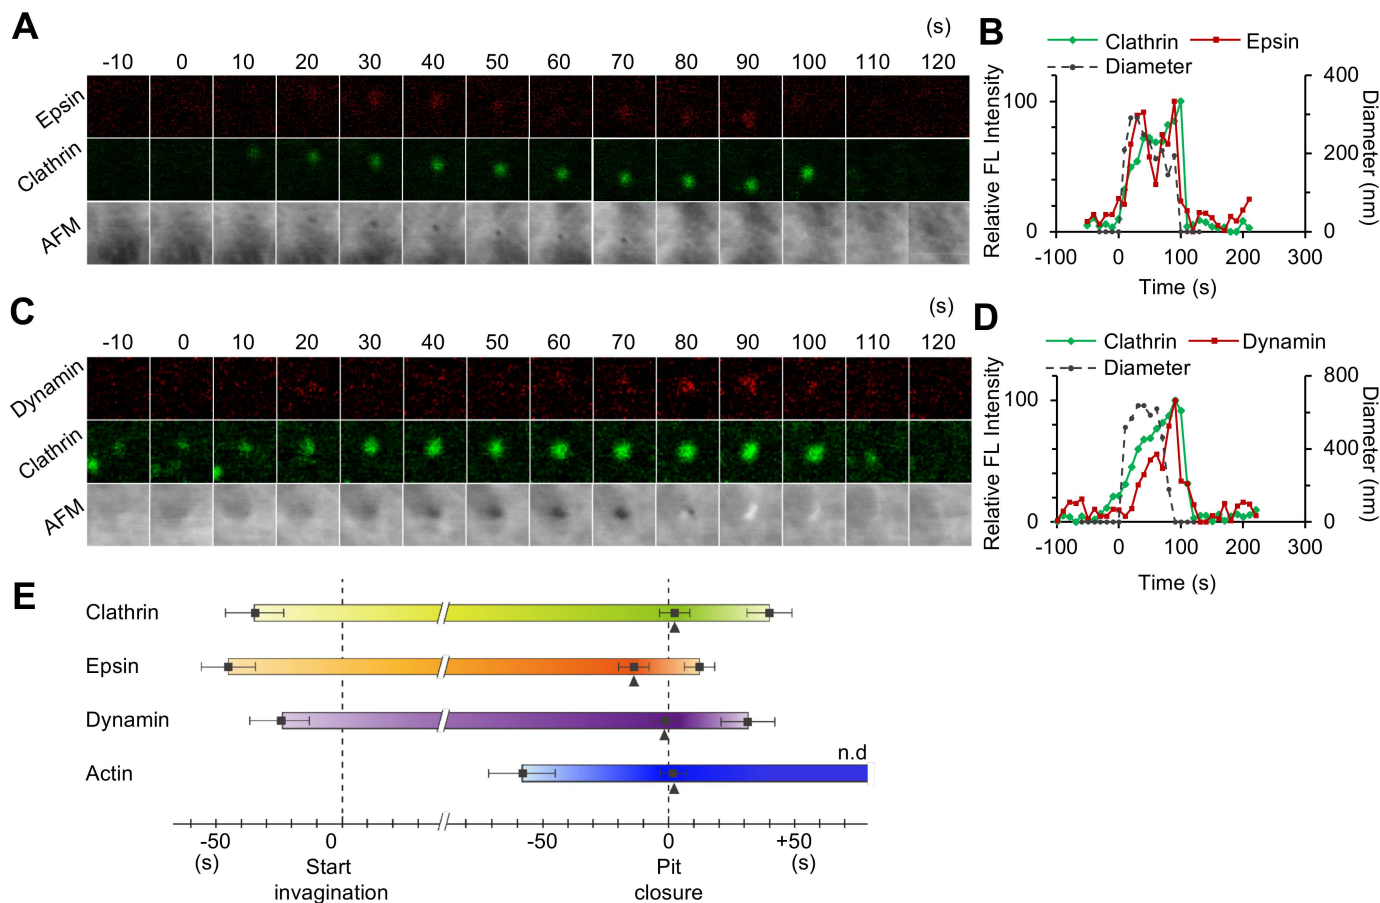 A
(s)
-10 0 10 20 30 40 50 60 70 80 90 100 110 120
Epsin
Clathrin
AFM
B
Clathrin Epsin
Diameter
Relative FL Intensity
100
0
400
200
0
Diameter (nm)
-100 0 100 200 300
Time (s)
C
(s)
-10 0 10 20 30 40 50 60 70 80 90 100 110 120
Dynamin
Clathrin
AFM
D
Clathrin Dynamin
Diameter
Relative FL Intensity
100
0
800
400
0
Diameter (nm)
-100 0 100 200 300
Time (s)
E
Clathrin
Epsin
Dynamin
Actin
n.d
-50 0 -50 0 +50
(s) Start Pit (s)
invagination closure